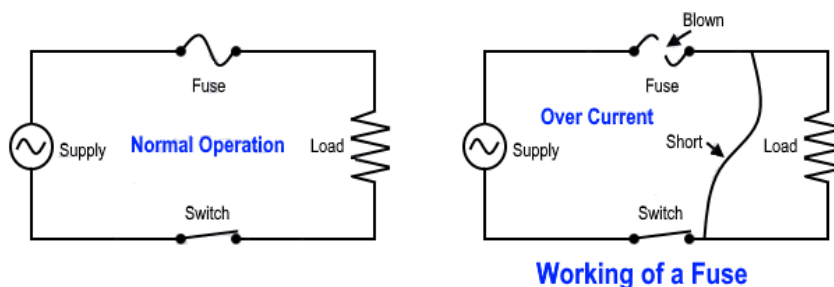 Fuse
Supply
Normal Operation
Load
Switch
Blown
Fuse
Over Current
Supply
Short
Load
Switch
Working of a Fuse